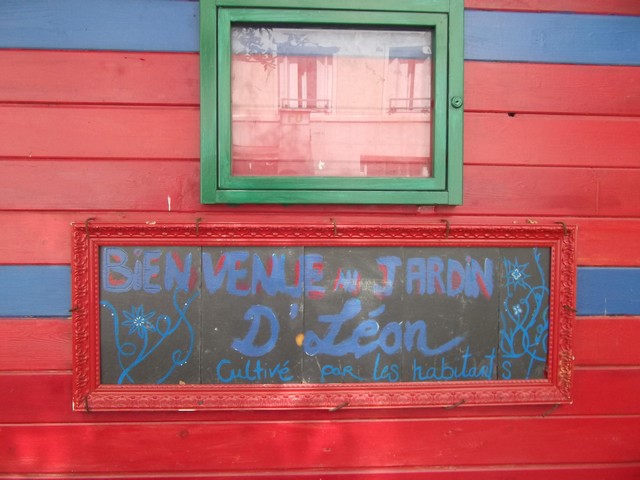 BiENVENUE AU JARDiN
D'Léon
Cultivé par les habitants